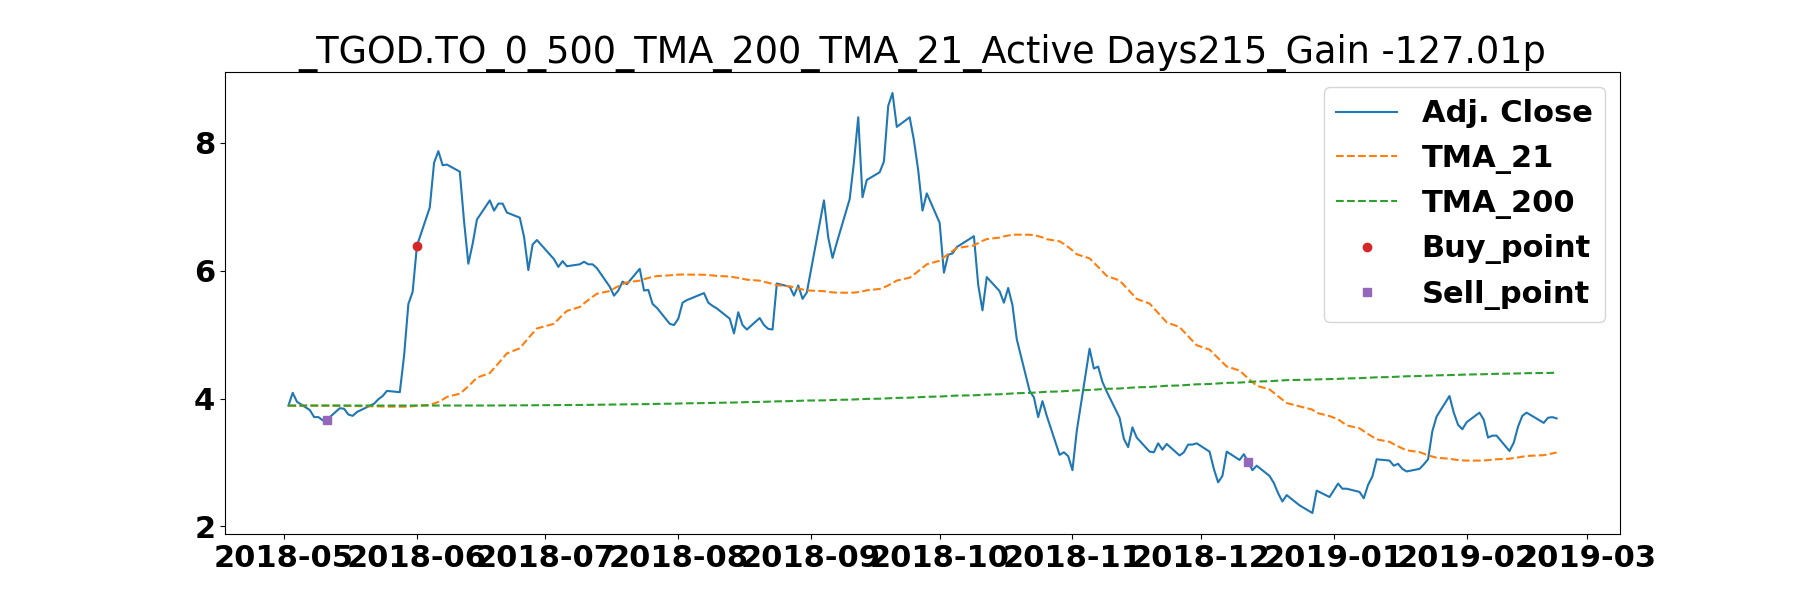 _TGOD.TO_0_500_TMA_200_TMA_21_Active Days215_Gain -127.01p
Adj. Close
TMA_21
TMA_200
Buy_point
Sell_point
8
6
4
2
2018-05 2018-06 2018-07 2018-08 2018-09 2018-10 2018-11 2018-12 2019-01 2019-02 2019-03